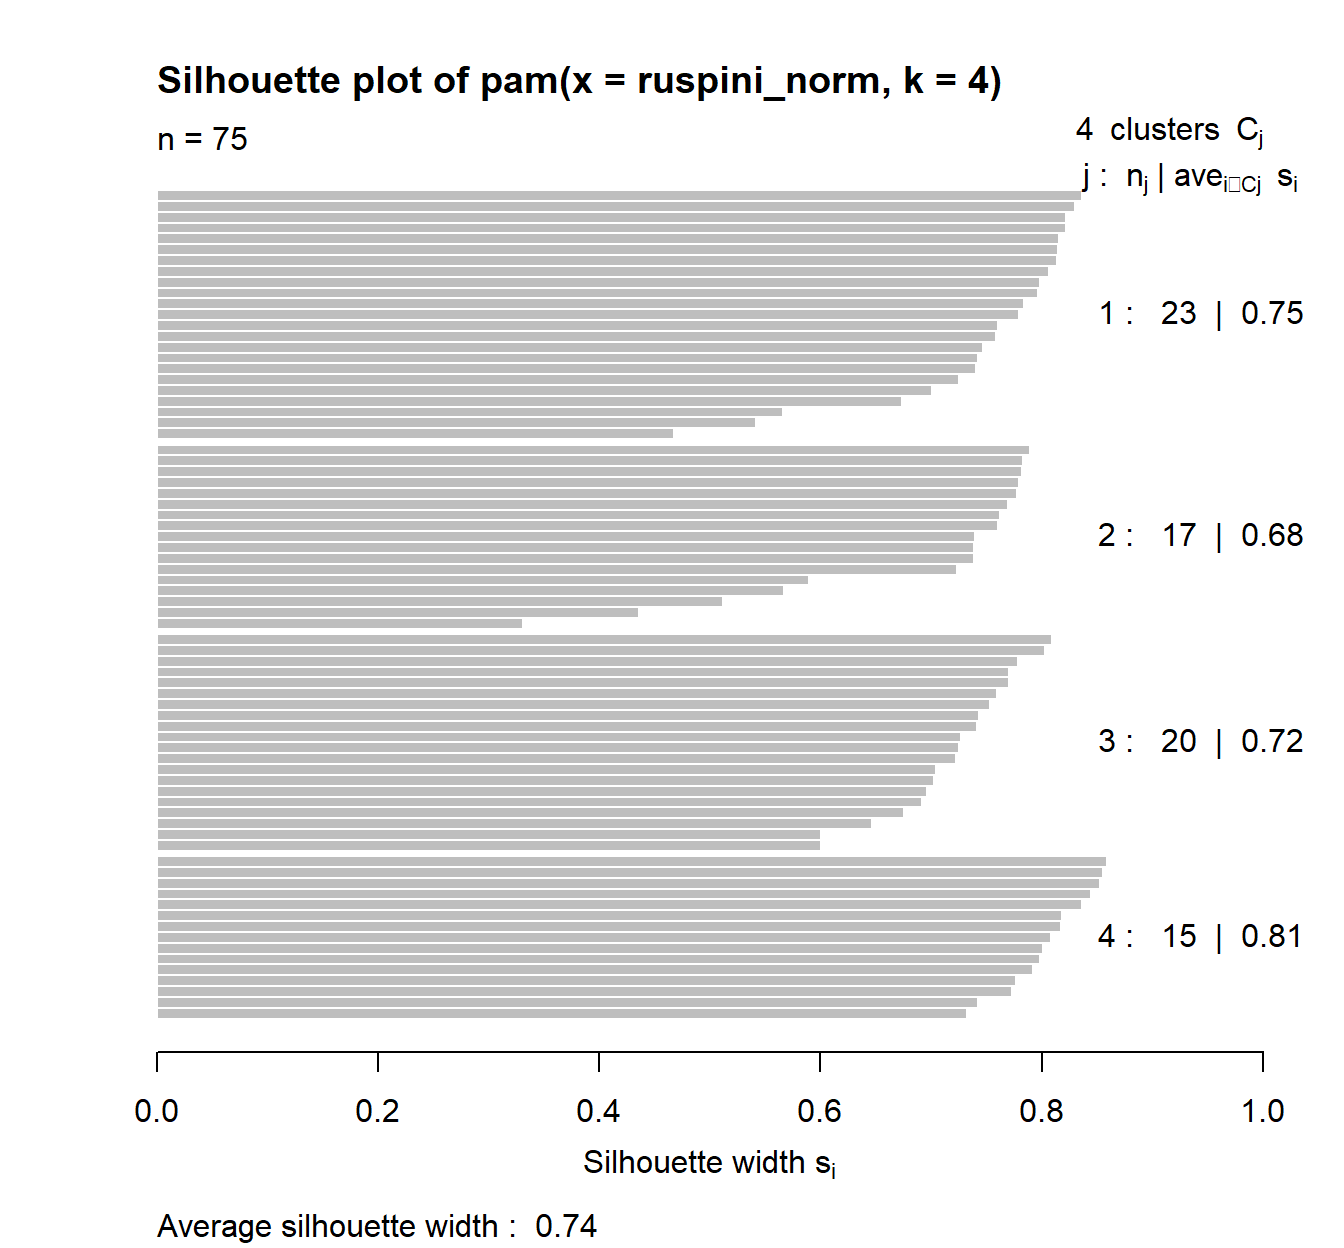 Silhouette plot of pam(x = ruspini_norm, k = 4)
n = 75
4 clusters Cj
j : nj | avei□Cj si
1 : 23 | 0.75
2 : 17 | 0.68
3 : 20 | 0.72
4 : 15 | 0.81
0.0 0.2 0.4 0.6 0.8 1.0
Silhouette width si
Average silhouette width : 0.74